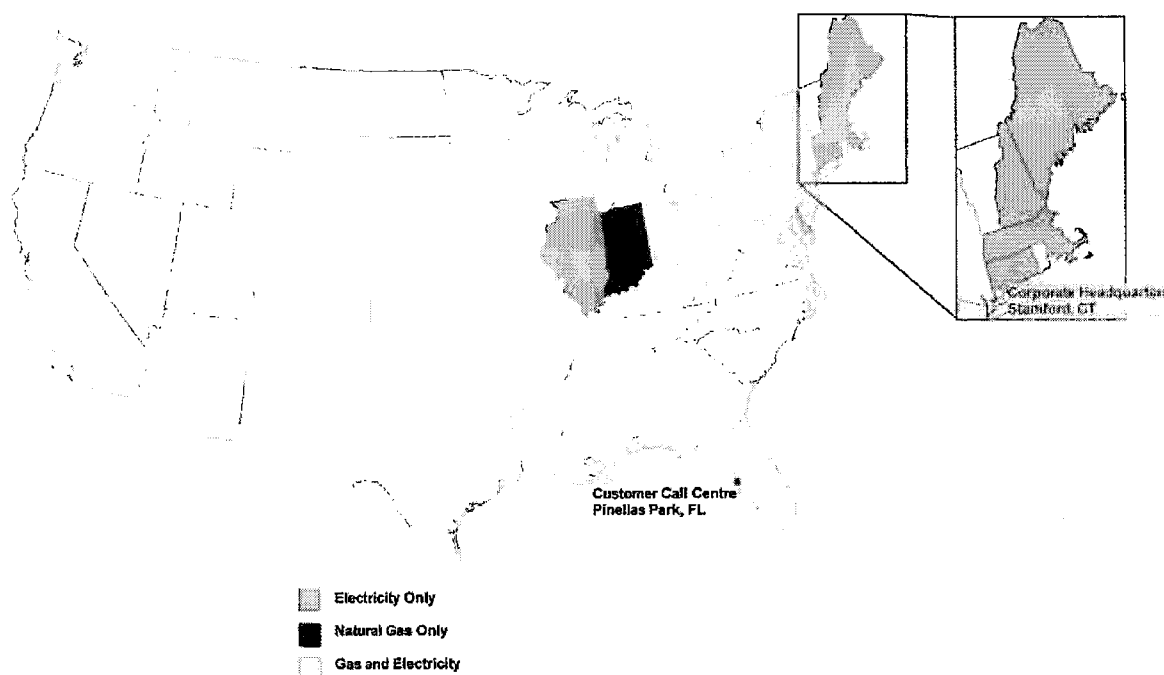 Corporate Headquarters
Stamford, CT
Customer Call Centre
Pinellas Park, FL
Electricity Only
Natural Gas Only
Gas and Electricity